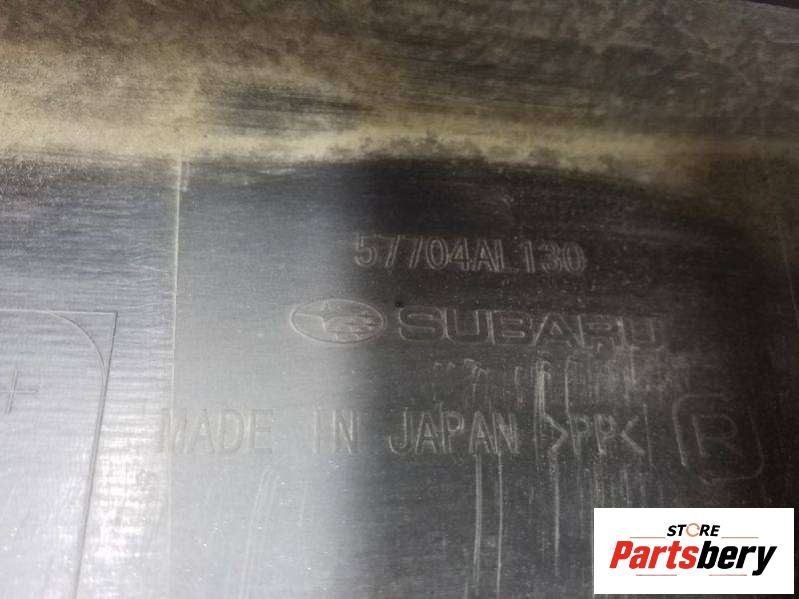 57704AL130
SUBARU
MADE IN JAPAN >PP< R
STORE
Partsbery